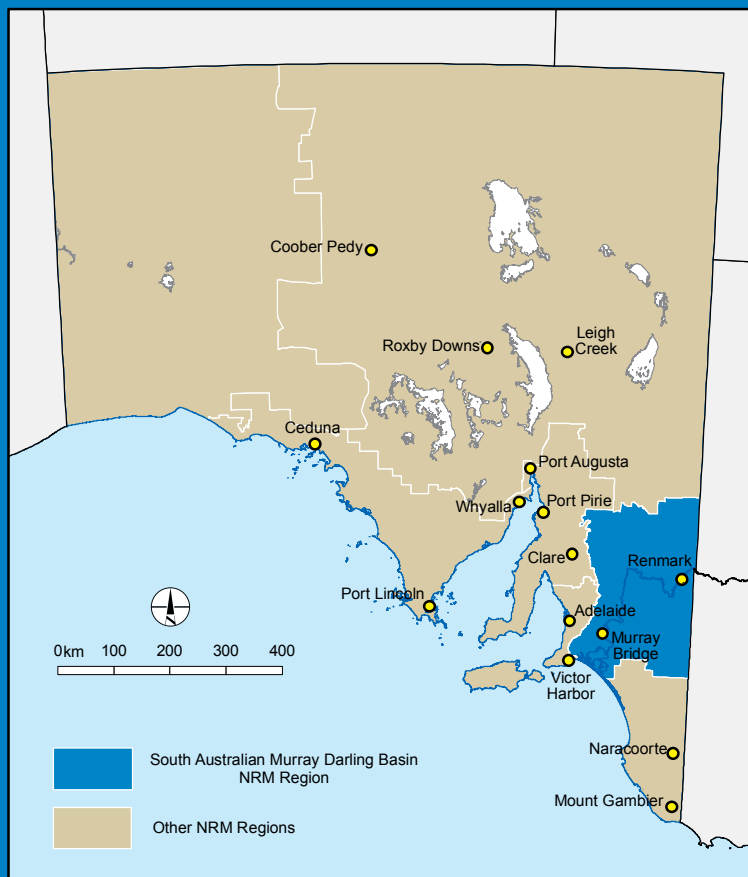 Coober Pedy
Roxby Downs
Leigh
Creek
Ceduna
Port Augusta
Whyalla
Port Pirie
Clare
Renmark
Port Lincoln
Adelaide
Murray
Bridge
N
0km 100 200 300 400
Victor
Harbor
Naracoorte
South Australian Murray Darling Basin
NRM Region
Mount Gambier
Other NRM Regions